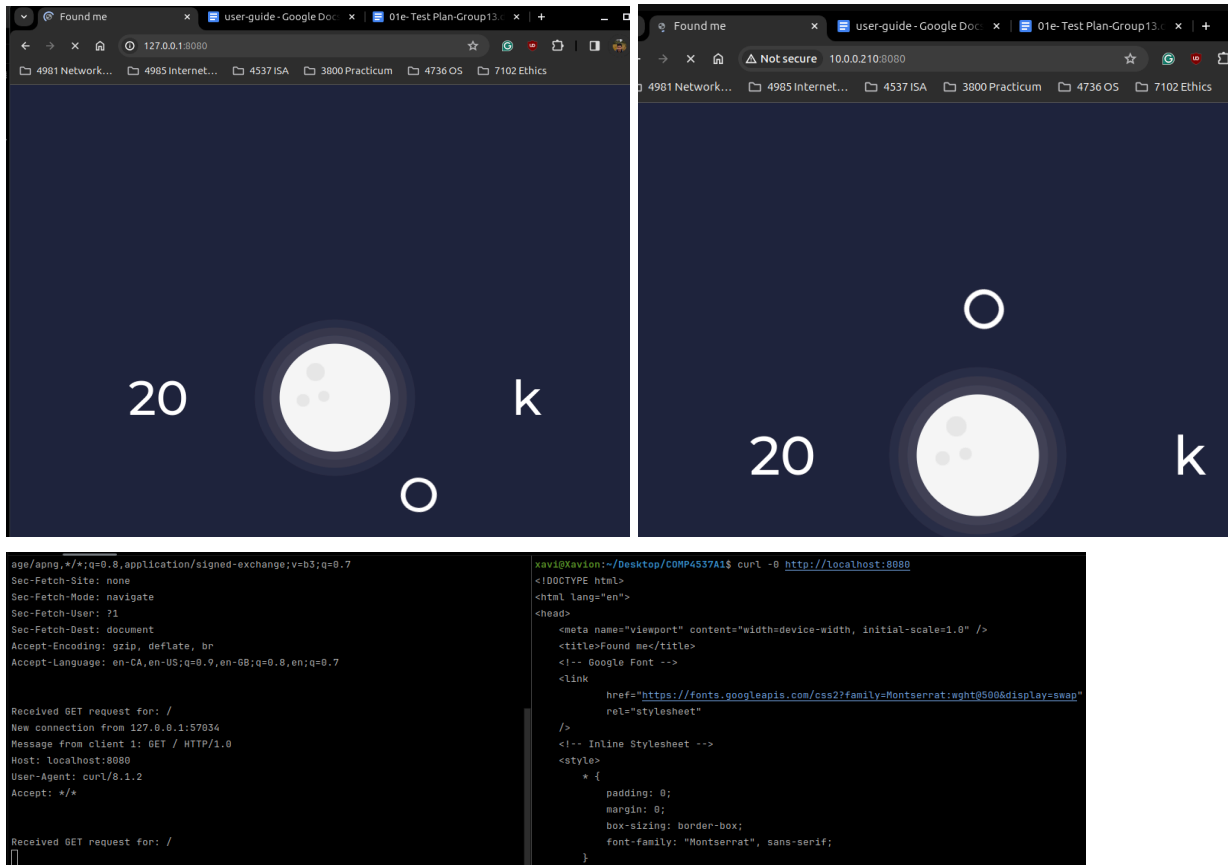 Found me
user-guide - Google Doc
01e- Test Plan-Group13.
127.0.0.1:8080
4981 Network...
4985 Internet...
4537 ISA
3800 Practicum
4736 OS
7102 Ethics
20
k
Found me
user-guide - Google Doc
01e- Test Plan-Group13.
Not secure 10.0.0.210:8080
4981 Network...
4985 Internet...
4537 ISA
3800 Practicum
4736 OS
7102 Ethics
20
k
age/apng,*/*;q=0.8,application/signed-exchange;v=b3;q=0.7
Sec-Fetch-Site: none
Sec-Fetch-Mode: navigate
Sec-Fetch-User: ?1
Sec-Fetch-Dest: document
Accept-Encoding: gzip, deflate, br
Accept-Language: en-CA,en-US;q=0.9,en-GB;q=0.8,en;q=0.7
Received GET request for: /
New connection from 127.0.0.1:57034
Message from client 1: GET / HTTP/1.0
Host: localhost:8080
User-Agent: curl/8.1.2
Accept: */*
Received GET request for: /
xavi@Xavion:~/Desktop/COMP4537A1$ curl -0 http://localhost:8080
<!DOCTYPE html>
<html lang="en">
<head>
<meta name="viewport" content="width=device-width, initial-scale=1.0" />
<title>Found me</title>
<!-- Google Font -->
<link
href="https://fonts.googleapis.com/css2?family=Montserrat:wght@500&display=swap"
rel="stylesheet"
/>
<!-- Inline Stylesheet -->
<style>
* {
padding: 0;
margin: 0;
box-sizing: border-box;
font-family: "Montserrat", sans-serif;
}